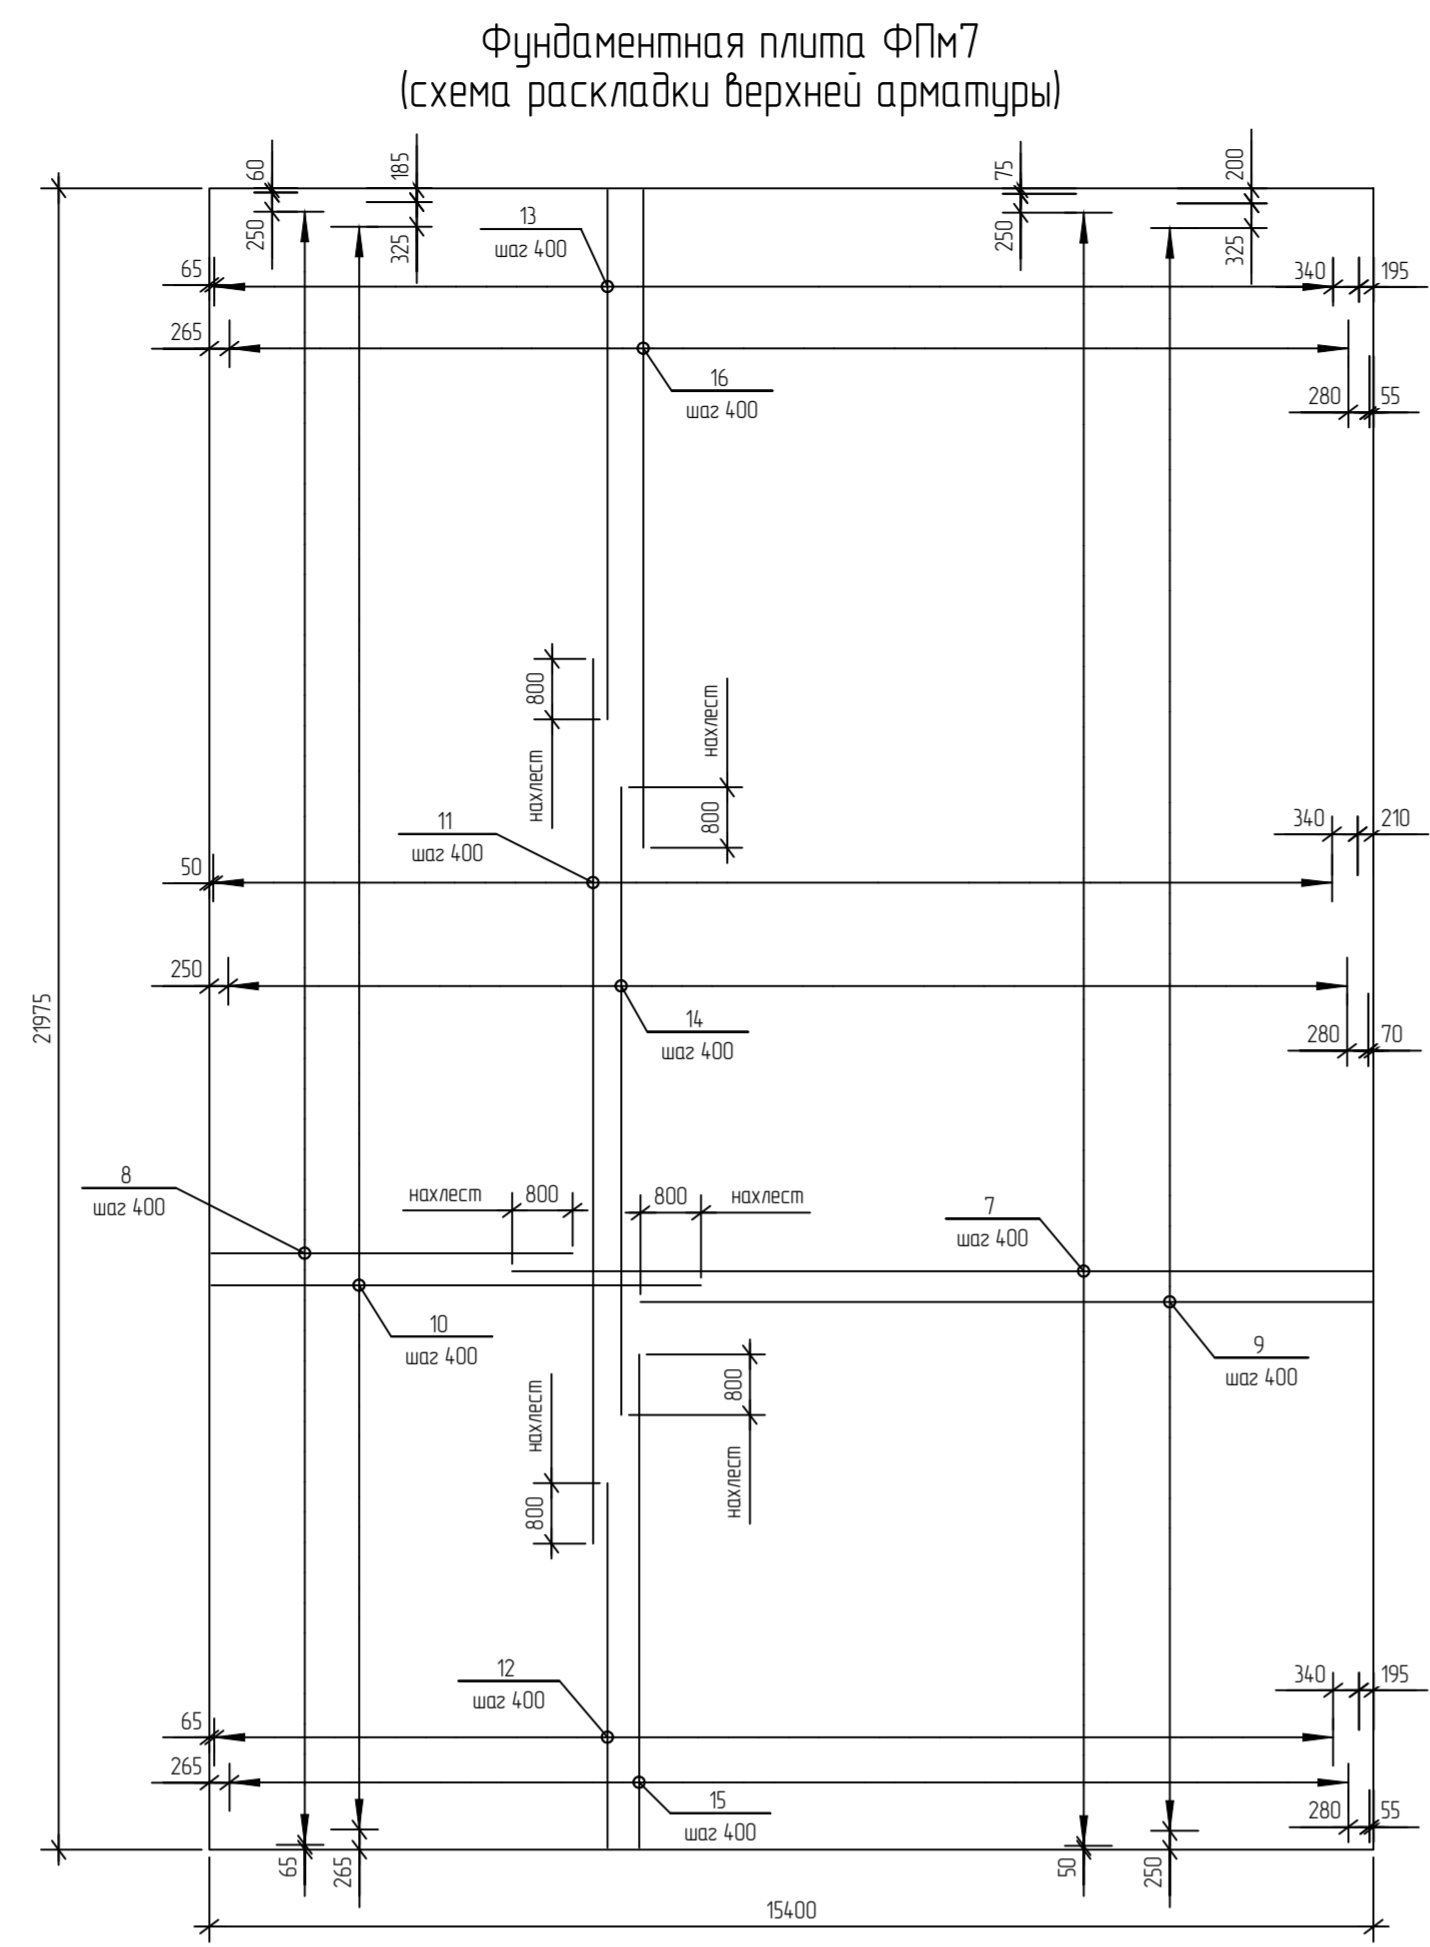 Фундаментная плита ФПм7
(схема раскладки верхней арматуры)
60
185
75
200
250
325
250
325
13
шаг 400
65
340
195
265
16
шаг 400
280
55
800
нахлест
нахлест
800
11
шаг 400
340
210
50
250
14
шаг 400
280
70
21975
8
шаг 400
нахлест
800
800
нахлест
7
шаг 400
10
шаг 400
9
шаг 400
800
нахлест
нахлест
800
12
шаг 400
340
195
65
265
15
шаг 400
280
55
65
265
50
250
15400